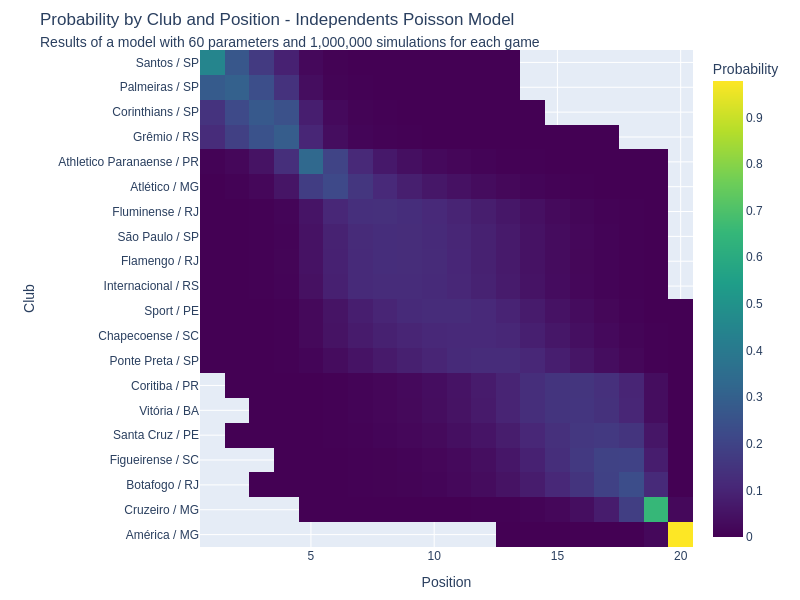 Probability by Club and Position - Independents Poisson Model
Results of a model with 60 parameters and 1,000,000 simulations for each game
Probability
Club
Santos / SP
Palmeiras / SP
Corinthians / SP
Grêmio / RS
Athletico Paranaense / PR
Atlético / MG
Fluminense / RJ
São Paulo / SP
Flamengo / RJ
Internacional / RS
Sport / PE
Chapecoense / SC
Ponte Preta / SP
Coritiba / PR
Vitória / BA
Santa Cruz / PE
Figueirense / SC
Botafogo / RJ
Cruzeiro / MG
América / MG
0.9
0.8
0.7
0.6
0.5
0.4
0.3
0.2
0.1
0
5 10 15 20
Position